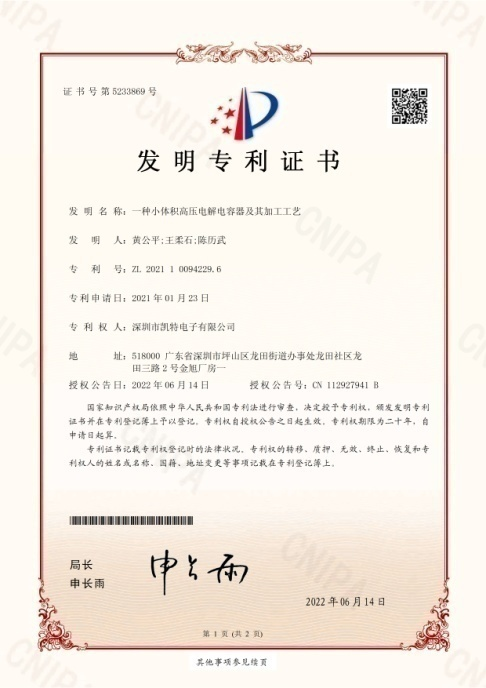 证书号第5233869号
发明专利证书
发 明 名 称：一种小体积高压电解电容器及其加工工艺
发 明 人：黄公平;王柔石;陈历武
专 利 号：ZL 2021 1 0094229.6
专利申请日：2021年01月23日
专 利 权 人：深圳市凯特电子有限公司
地 址：518000 广东省深圳市坪山区龙田街道办事处龙田社区龙
田三路2号金旭厂房一
授权公告日：2022年06月14日 授权公告号：CN 112927941 B
国家知识产权局依照中华人民共和国专利法进行审查，决定授予专利权，颁发发明专利
证书并在专利登记簿上予以登记。专利权自授权公告之日起生效。专利权期限为二十年，自
申请日起算。
专利证书记载专利权登记时的法律状况。专利权的转移、质押、无效、终止、恢复和专
利权人的姓名或名称、国籍、地址变更等事项记载在专利登记簿上。
局长
申长雨
申长雨
2022年06月14日
第 1 页 (共 2 页)
其他事项参见续页
CNIPA
CNIPA
CNIPA
CNIPA
CNIPA